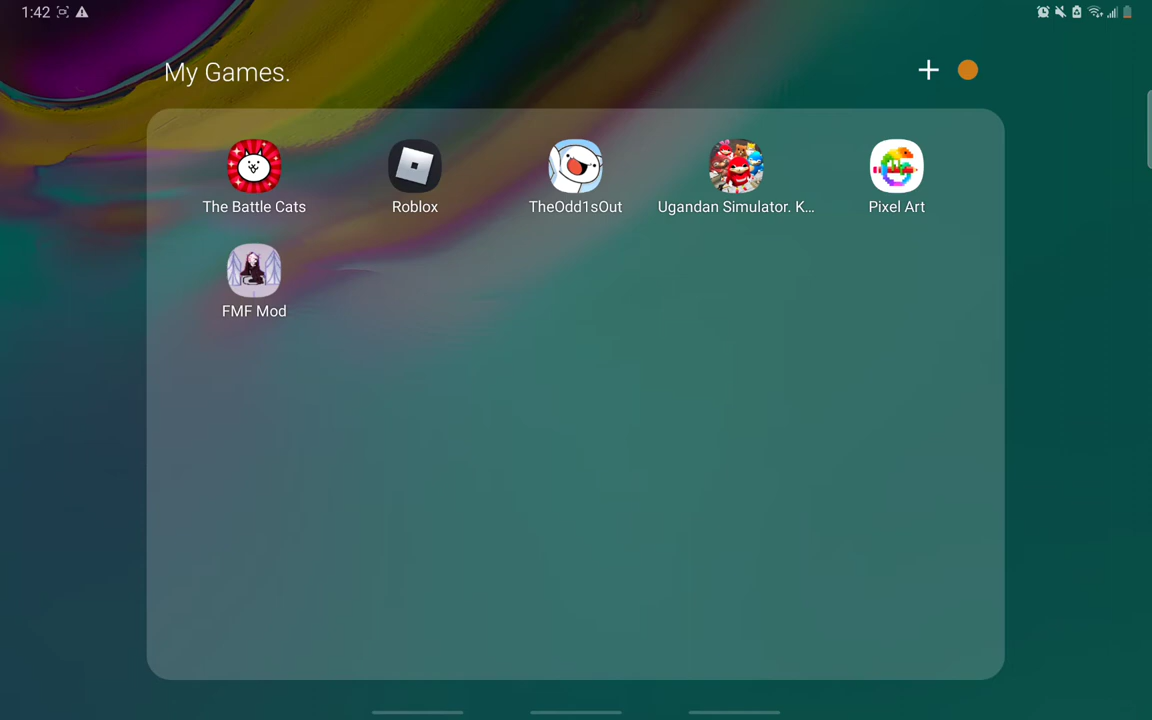 1:42
My Games.
The Battle Cats
Roblox
TheOdd1sOut
Ugandan Simulator. K...
Pixel Art
FMF Mod